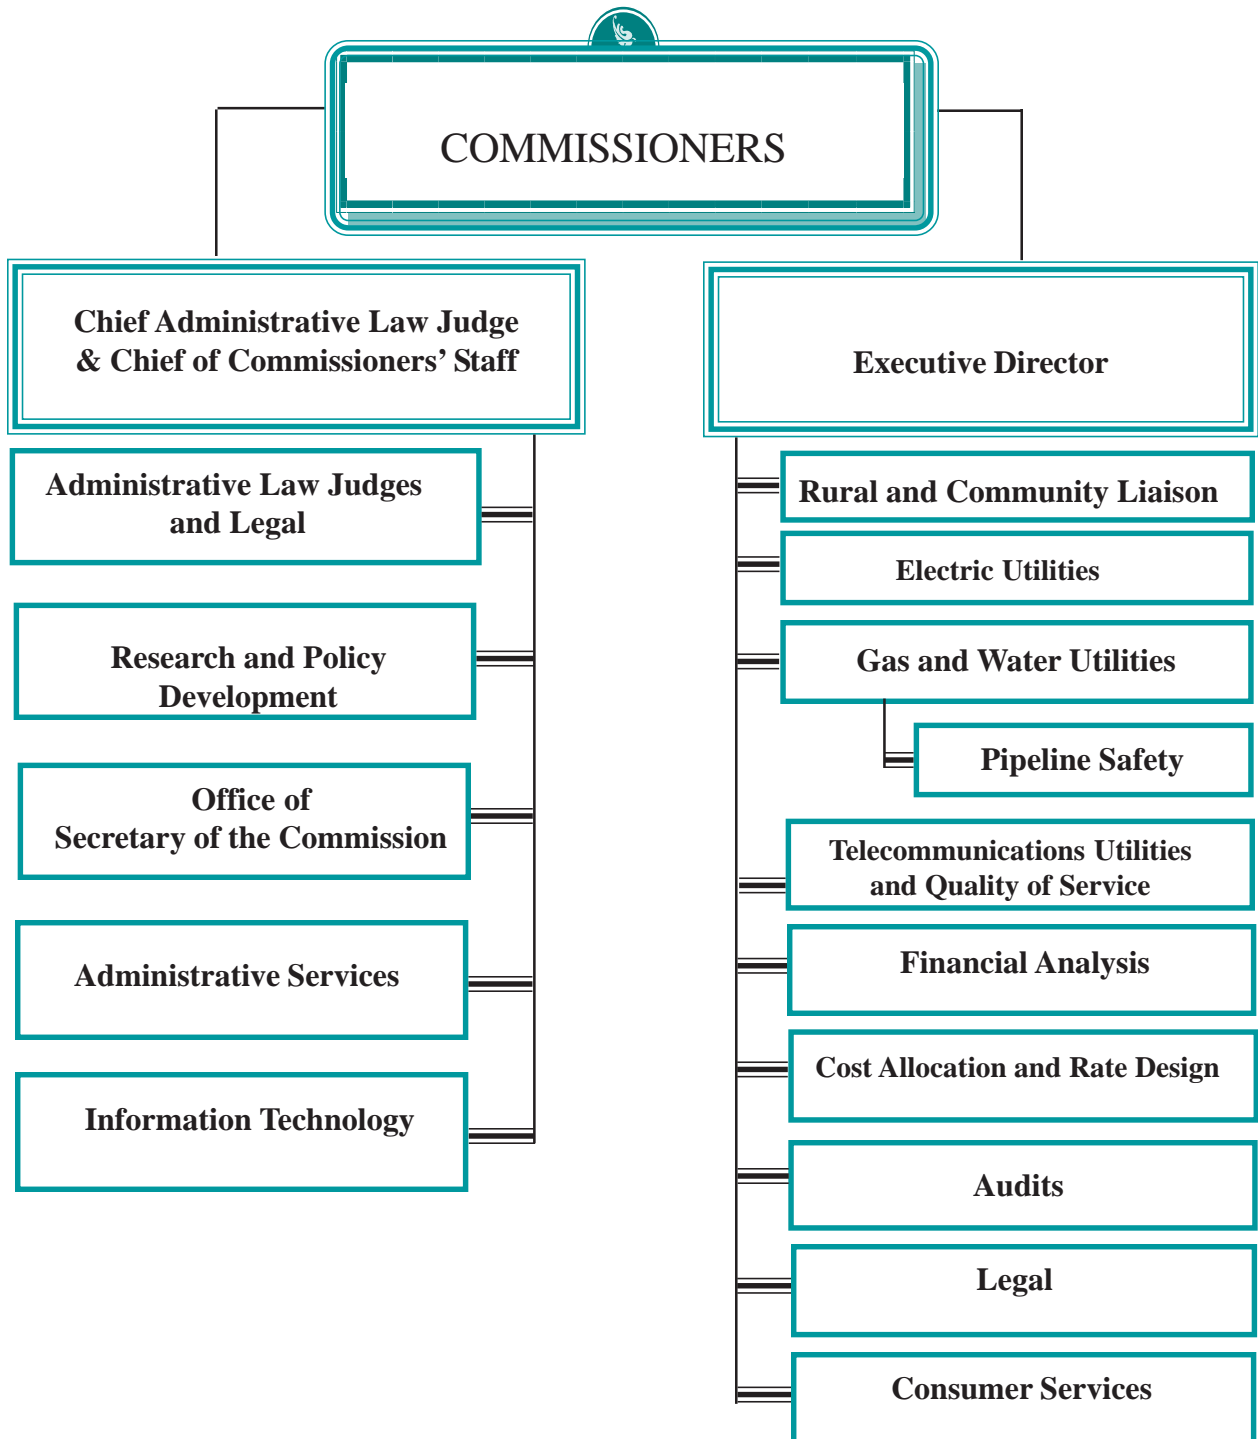 COMMISSIONERS
Chief Administrative Law Judge
& Chief of Commissioners’ Staff
Administrative Law Judges
and Legal
Research and Policy
Development
Office of
Secretary of the Commission
Administrative Services
Information Technology
Executive Director
Rural and Community Liaison
Electric Utilities
Gas and Water Utilities
Pipeline Safety
Telecommunications Utilities
and Quality of Service
Financial Analysis
Cost Allocation and Rate Design
Audits
Legal
Consumer Services